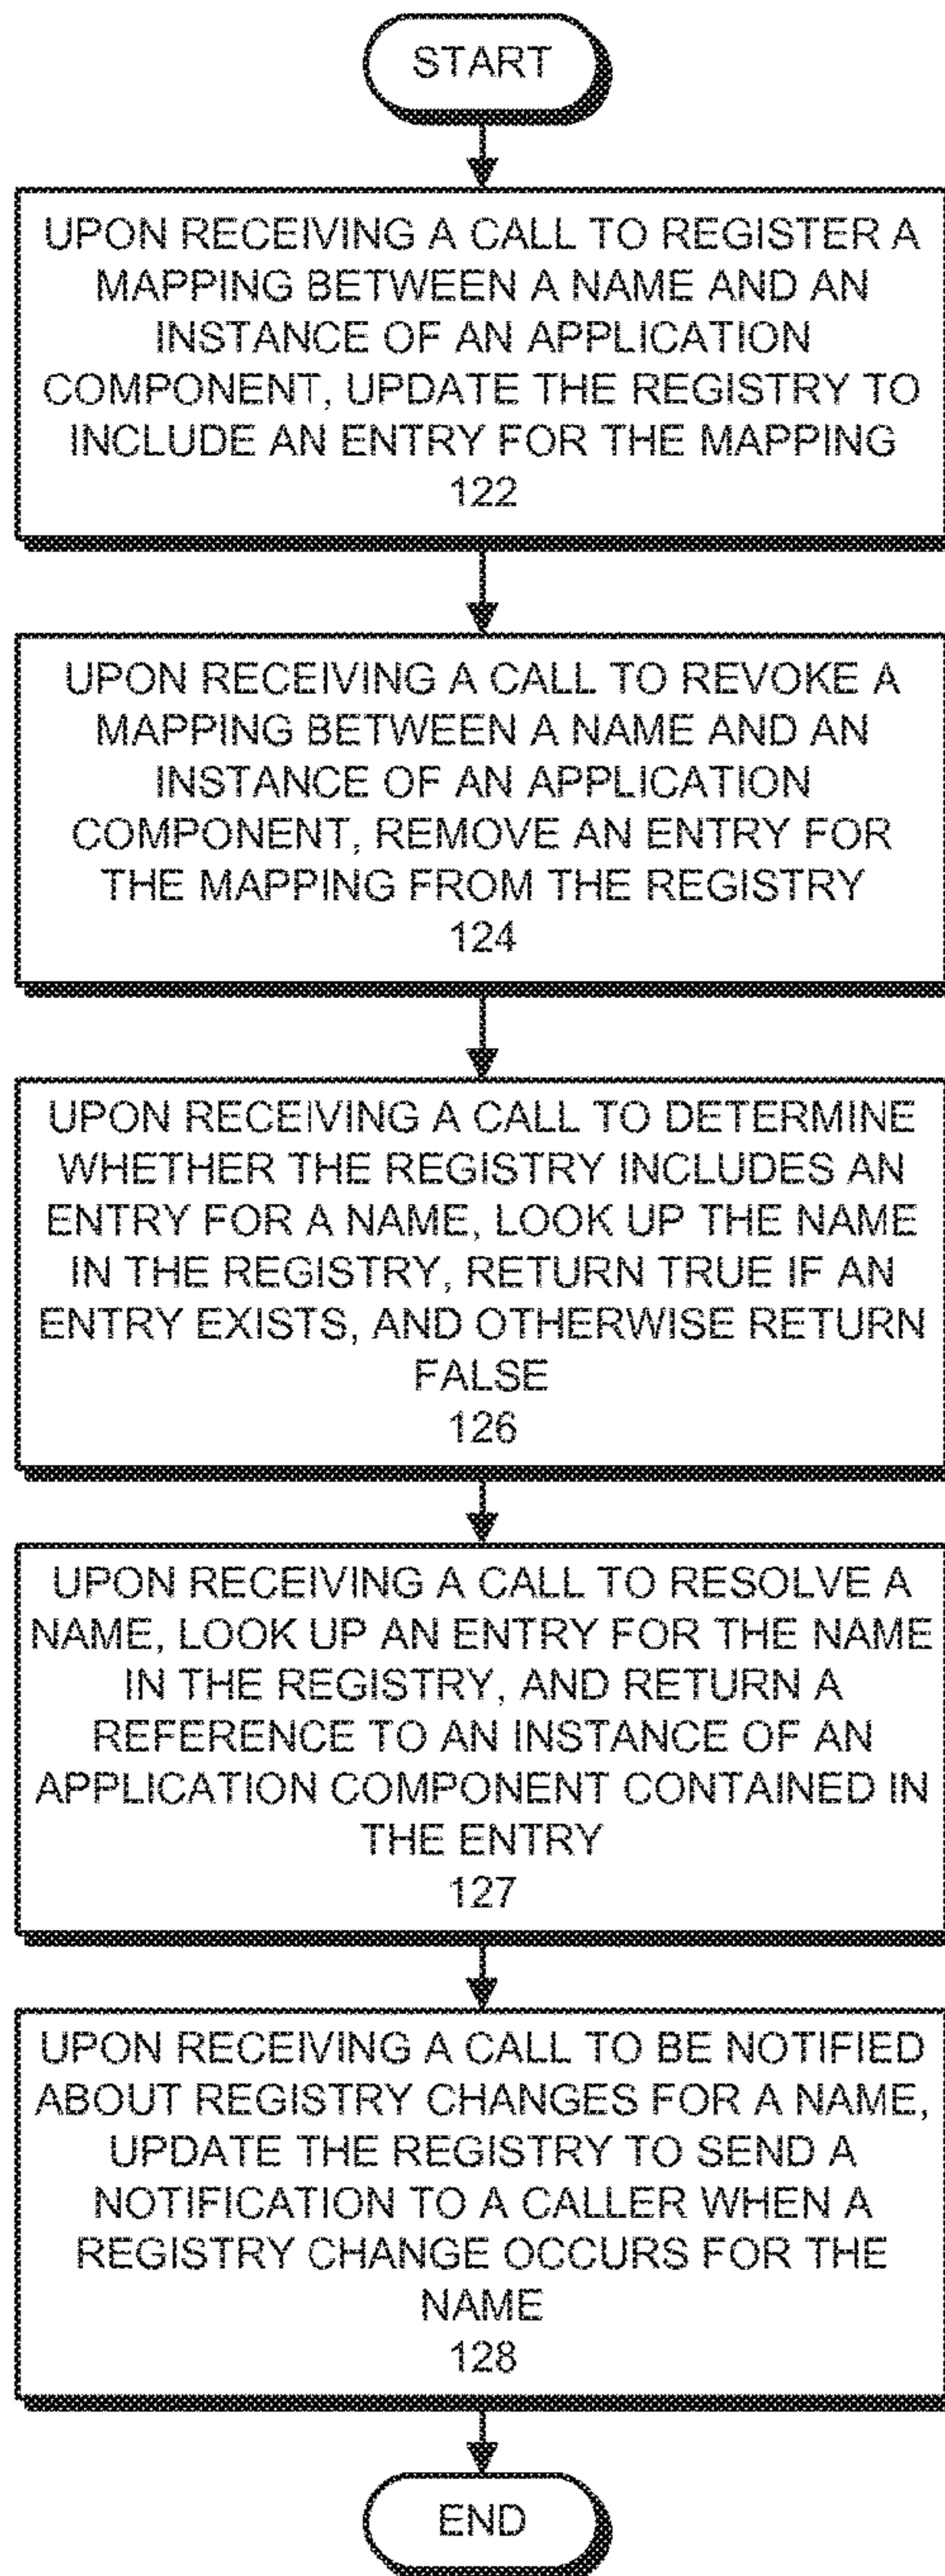 START
UPON RECEIVING A CALL TO REGISTER A
MAPPING BETWEEN A NAME AND AN
INSTANCE OF AN APPLICATION
COMPONENT, UPDATE THE REGISTRY TO
INCLUDE AN ENTRY FOR THE MAPPING
122
UPON RECEIVING A CALL TO REVOKE A
MAPPING BETWEEN A NAME AND AN
INSTANCE OF AN APPLICATION
COMPONENT, REMOVE AN ENTRY FOR
THE MAPPING FROM THE REGISTRY
124
UPON RECEIVING A CALL TO DETERMINE
WHETHER THE REGISTRY INCLUDES AN
ENTRY FOR A NAME, LOOK UP THE NAME
IN THE REGISTRY, RETURN TRUE IF AN
ENTRY EXISTS, AND OTHERWISE RETURN
FALSE
126
UPON RECEIVING A CALL TO RESOLVE A
NAME, LOOK UP AN ENTRY FOR THE NAME
IN THE REGISTRY, AND RETURN A
REFERENCE TO AN INSTANCE OF AN
APPLICATION COMPONENT CONTAINED IN
THE ENTRY
127
UPON RECEIVING A CALL TO BE NOTIFIED
ABOUT REGISTRY CHANGES FOR A NAME,
UPDATE THE REGISTRY TO SEND A
NOTIFICATION TO A CALLER WHEN A
REGISTRY CHANGE OCCURS FOR THE
NAME
128
END